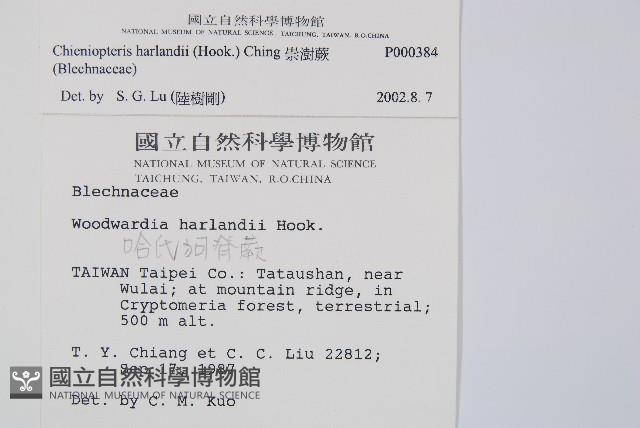 國立自然科學博物館
NATIONAL MUSEUM OF NATURAL SCIENCE, TAICHUNG, TAIWAN, R.O.CHINA
Chieniopteris harlandii (Hook.) Ching 崇澍蕨 P000384
(Blechnaceae)
Det. by S. G. Lu (陸樹剛) 2002.8. 7
國立自然科學博物館
NATIONAL MUSEUM OF NATURAL SCIENCE
TAICHUNG, TAIWAN, R.O.CHINA
Blechnaceae
Woodwardia harlandii Hook.
哈氏狗脊蕨
TAIWAN Taipei Co.: Tataushan, near
Wulai; at mountain ridge, in
Cryptomeria forest, terrestrial;
500 m alt.
T. Y. Chiang et C. C. Liu 22812;
Sep 17, 1987
Det. by C. M. Kuo
國立自然科學博物館
NATIONAL MUSEUM OF NATURAL SCIENCE